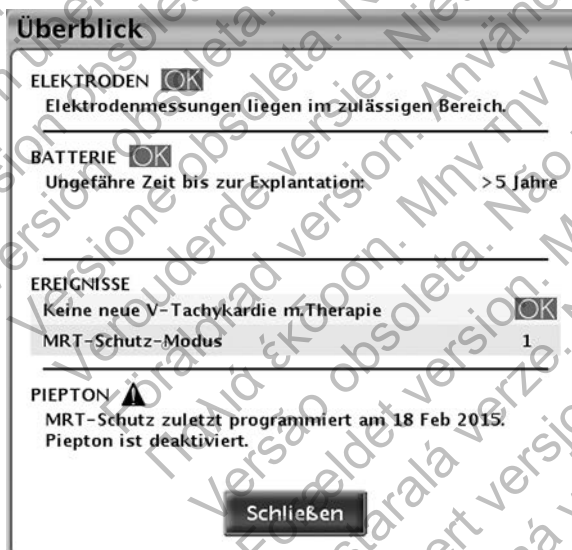 Überblick
ELEKTRODEN OK
Elektrodenmessungen liegen im zulässigen Bereich.
BATTERIE OK
Ungefähre Zeit bis zur Explantation: >5 Jahre
EREIGNISSE
Keine neue V-Tachykardie m.Therapie OK
MRT-Schutz-Modus 1
PIEPTON
MRT-Schutz zuletzt programmiert am 18 Feb 2015.
Piepton ist deaktiviert.
Schließen